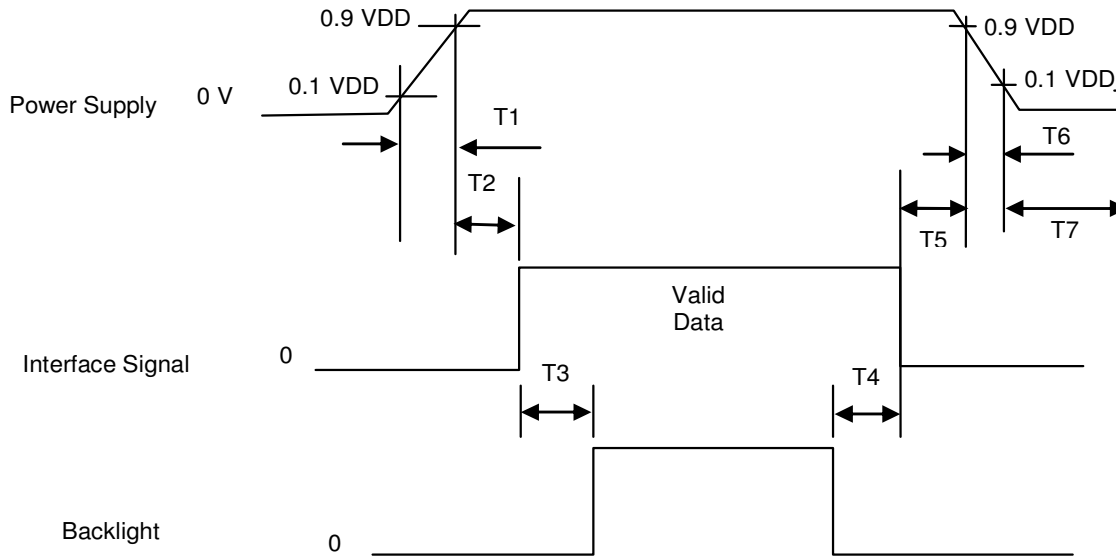 0.9 VDD
0.9 VDD
0.1 VDD
0.1 VDD
Power Supply
0 V
T1
T6
T2
T5
T7
Valid
Data
Interface Signal
0
T3
T4
Backlight
0